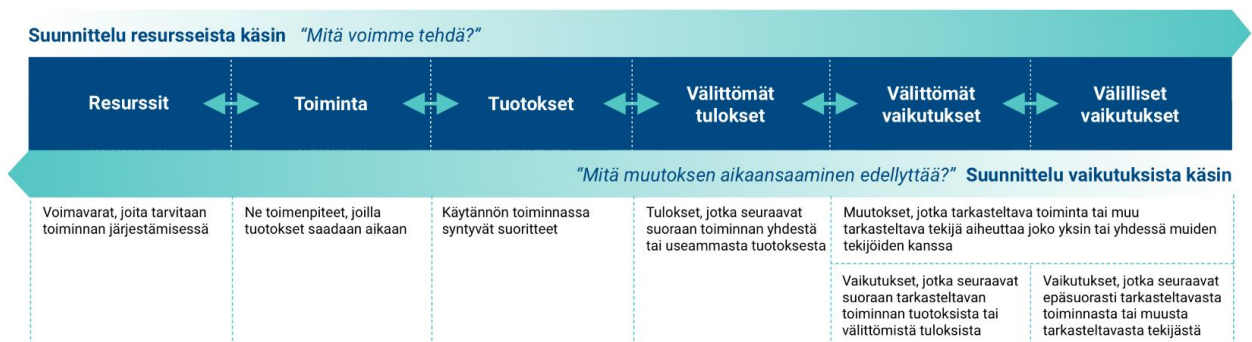 Suunnittelu resursseista käsin "Mitä voimme tehdä?"
Resurssit
Toiminta
Tuotokset
Välittömät
tulokset
Välittömät
vaikutukset
Välilliset
vaikutukset
"Mitä muutoksen aikaansaaminen edellyttää?" Suunnittelu vaikutuksista käsin
Voimavarat, joita tarvitaan
toiminnan järjestämisessä
Ne toimenpiteet, joilla
tuotokset saadaan aikaan
Käytännön toiminnassa
syntyvät suoritteet
Tulokset, jotka seuraavat
suoraan toiminnan yhdestä
tai useammasta tuotoksesta
Muutokset, jotka tarkasteltava toiminta tai muu
tarkasteltava tekijä aiheuttaa joko yksin tai yhdessä muiden
tekijöiden kanssa
Vaikutukset, jotka seuraavat
suoraan tarkasteltavan
toiminnan tuotoksista tai
välittömistä tuloksista
Vaikutukset, jotka seuraavat
epäsuorasti tarkasteltavasta
toiminnasta tai muusta
tarkasteltavasta tekijästä